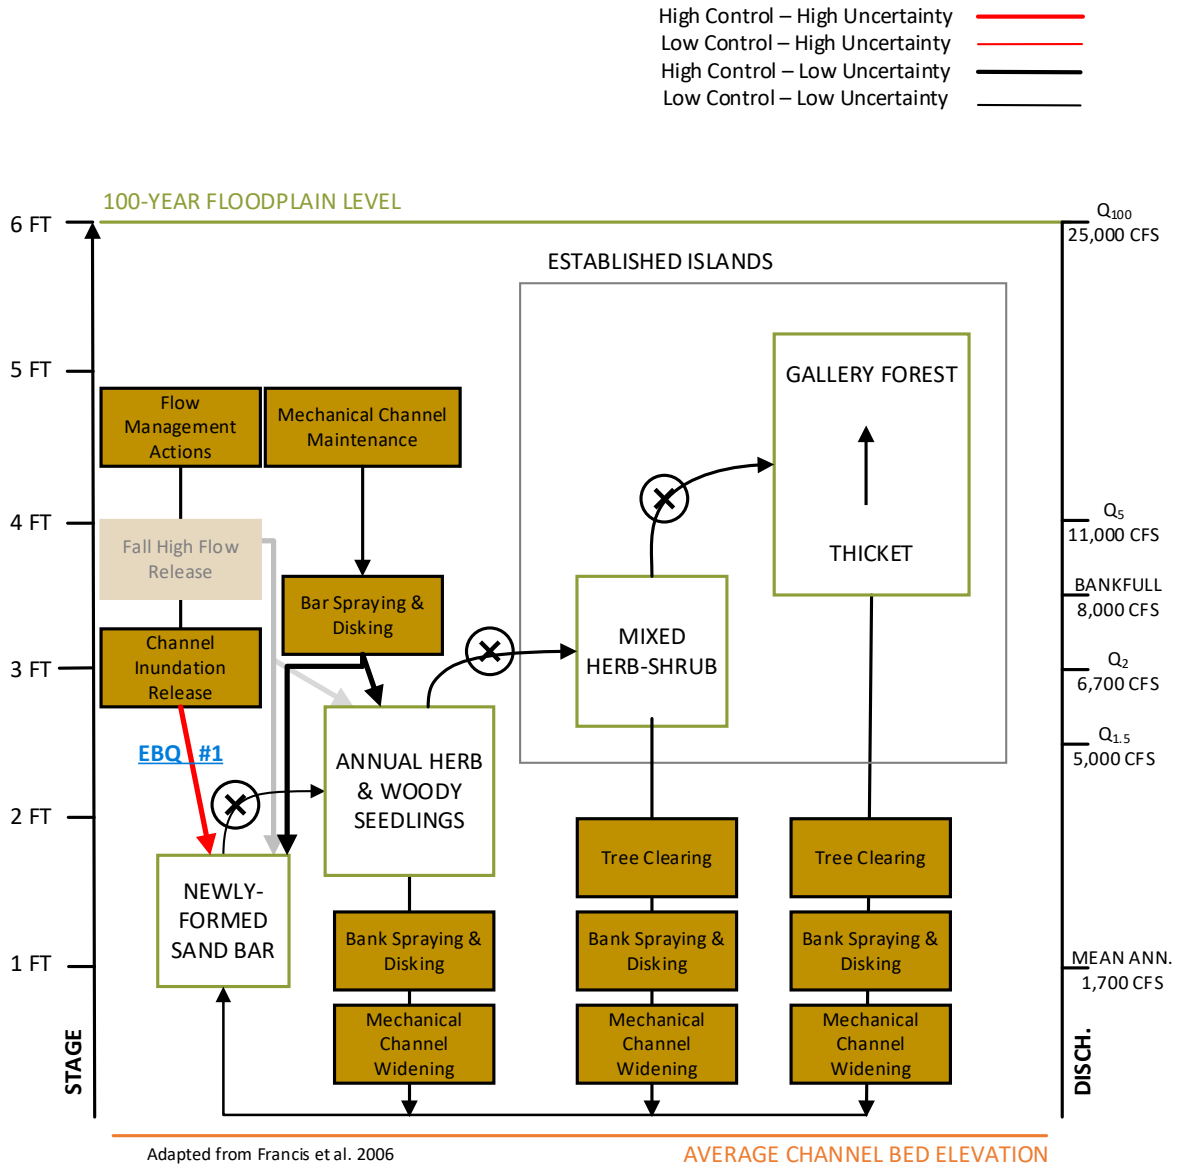 High Control – High Uncertainty
Low Control – High Uncertainty
High Control – Low Uncertainty
Low Control – Low Uncertainty
100-YEAR FLOODPLAIN LEVEL
6 FT
Q100
25,000 CFS
ESTABLISHED ISLANDS
5 FT
GALLERY FOREST
Flow
Management
Actions
Mechanical Channel
Maintenance
4 FT
Q5
11,000 CFS
Fall High Flow
Release
THICKET
BANKFULL
8,000 CFS
Bar Spraying &
Disking
Channel
Inundation
Release
MIXED
HERB-SHRUB
3 FT
Q2
6,700 CFS
EBQ #1
Q1.5
5,000 CFS
ANNUAL HERB
& WOODY
SEEDLINGS
2 FT
Tree Clearing
Tree Clearing
NEWLY-
FORMED
SAND BAR
Bank Spraying &
Disking
Bank Spraying &
Disking
Bank Spraying &
Disking
1 FT
MEAN ANN.
1,700 CFS
Mechanical
Channel
Widening
Mechanical
Channel
Widening
Mechanical
Channel
Widening
STAGE
DISCH.
Adapted from Francis et al. 2006
AVERAGE CHANNEL BED ELEVATION